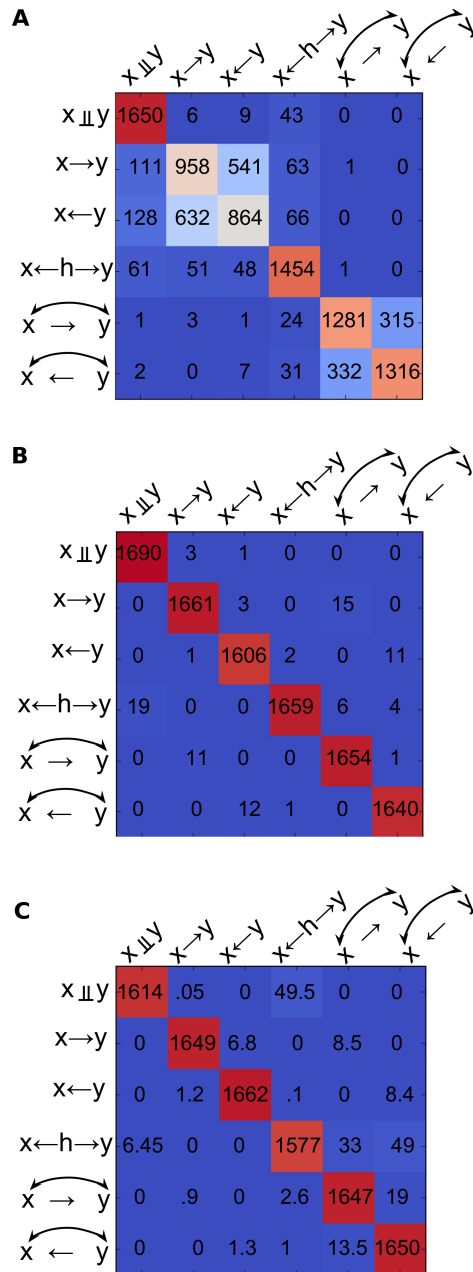 A
x ⫫ y x→y x←y x←h→y x → y x ← y
x ⫫ y 1650 6 9 43 0 0
x→y 111 958 541 63 1 0
x←y 128 632 864 66 0 0
x←h→y 61 51 48 1454 1 0
x → y 1 3 1 24 1281 315
x ← y 2 0 7 31 332 1316
B
x ⫫ y x→y x←y x←h→y x → y x ← y
x ⫫ y 1690 3 1 0 0 0
x→y 0 1661 3 0 15 0
x←y 0 1 1606 2 0 11
x←h→y 19 0 0 1659 6 4
x → y 0 11 0 0 1654 1
x ← y 0 0 12 1 0 1640
C
x ⫫ y x→y x←y x←h→y x → y x ← y
x ⫫ y 1614 .05 0 49.5 0 0
x→y 0 1649 6.8 0 8.5 0
x←y 0 1.2 1662 .1 0 8.4
x←h→y 6.45 0 0 1577 33 49
x → y 0 .9 0 2.6 1647 19
x ← y 0 0 1.3 1 13.5 1650